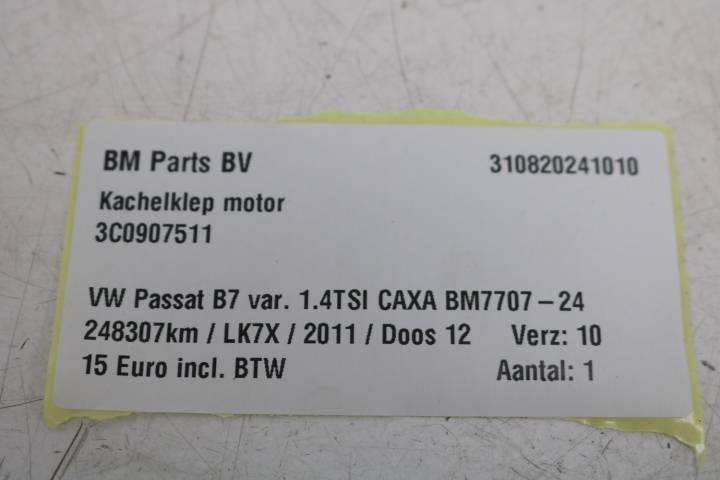 BM Parts BV 310820241010
Kachelklep motor
3C0907511
VW Passat B7 var. 1.4TSI CAXA BM7707-24
248307km / LK7X / 2011 / Doos 12 Verz: 10
15 Euro incl. BTW Aantal: 1